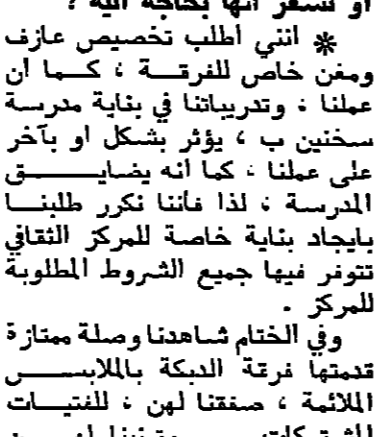 او تشعر انها بحاجة اليه ؟
✻ انني اطلب تخصيص عازف
ومغن خاص للفرقة ، كما ان
عملنا ، وتدريباتنا في بناية مدرسة
سخنين ب ، يؤثر بشكل او بآخر
على عملنا ، كما أنه يضايق
المدرسة ، لذا فأننا نكرر طلبنا
بايجاد بناية خاصة للمركز الثقافي
تتوفر فيها جميع الشروط المطلوبة
للمركز .
وفي الختام شاهدنا وصلة ممتازة
قدمتها فرقة الدبكة بالملابس
الملائمة ، صفقنا لهن ، للفتيات